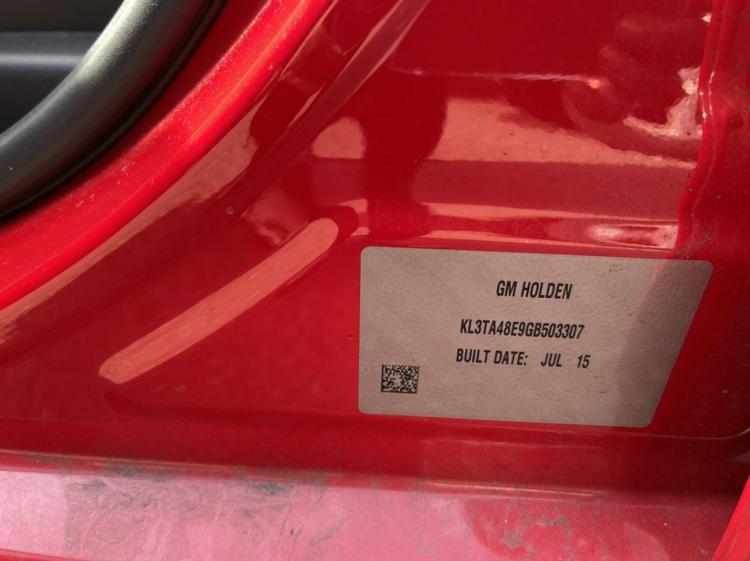 GM HOLDEN
KL3TA48E9GB503307
BUILT DATE: JUL 15